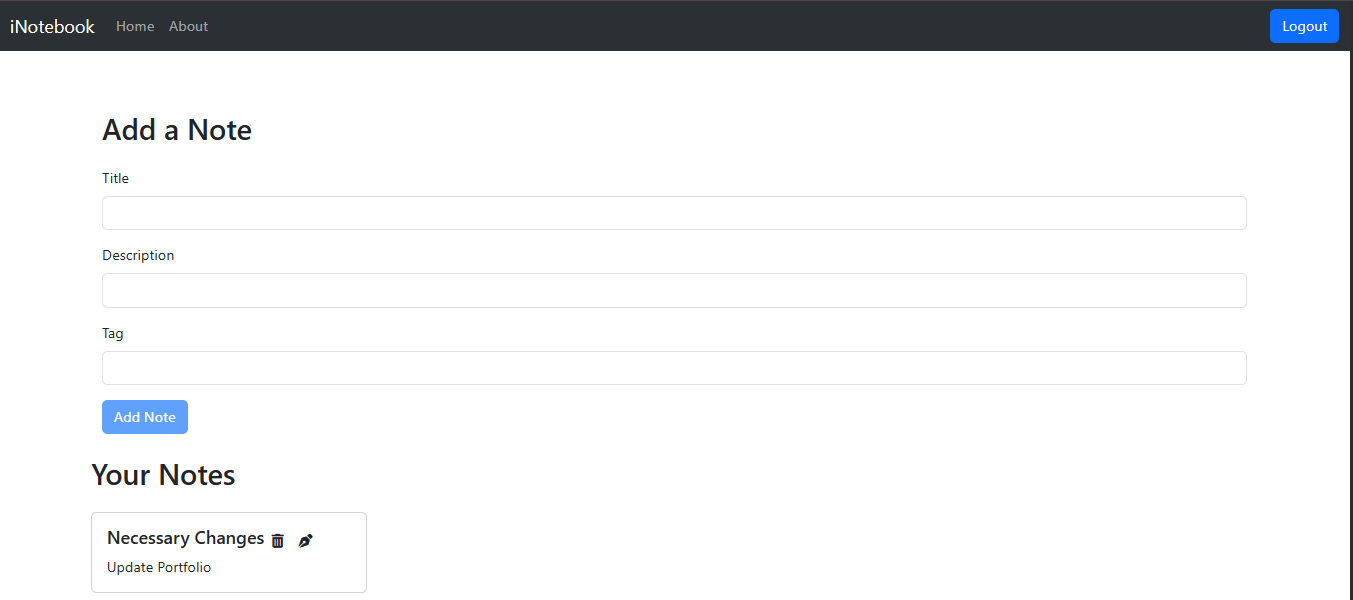 iNotebook Home About Logout
Add a Note
Title
Description
Tag
Add Note
Your Notes
Necessary Changes
Update Portfolio